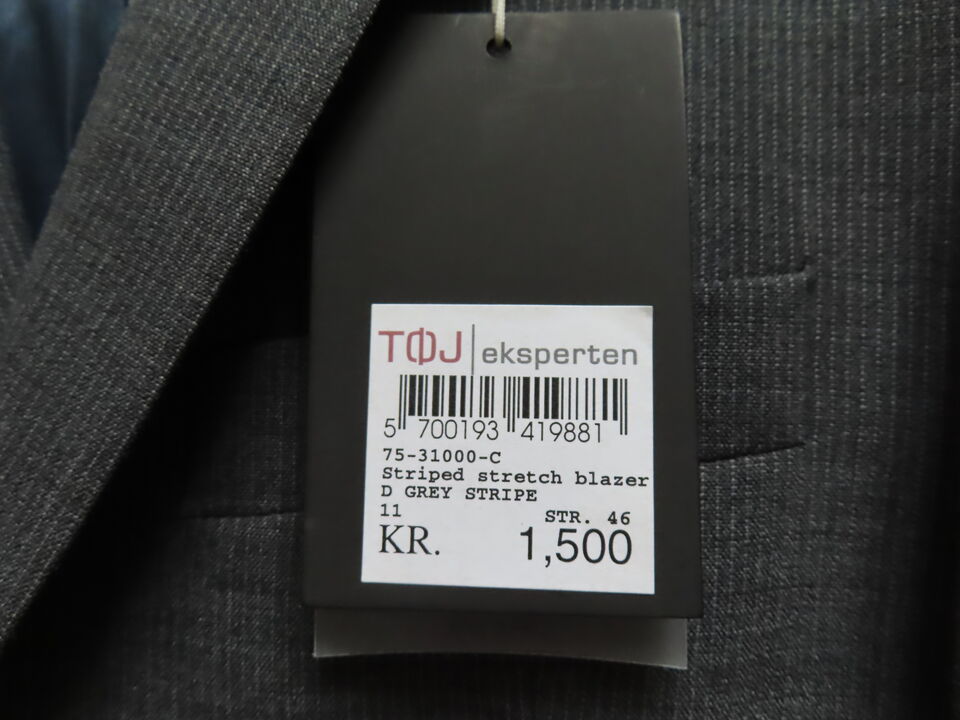 TØJ eksperten
5 700193 419881
75-31000-C
Striped stretch blazer
D GREY STRIPE
11 STR. 46
KR. 1,500